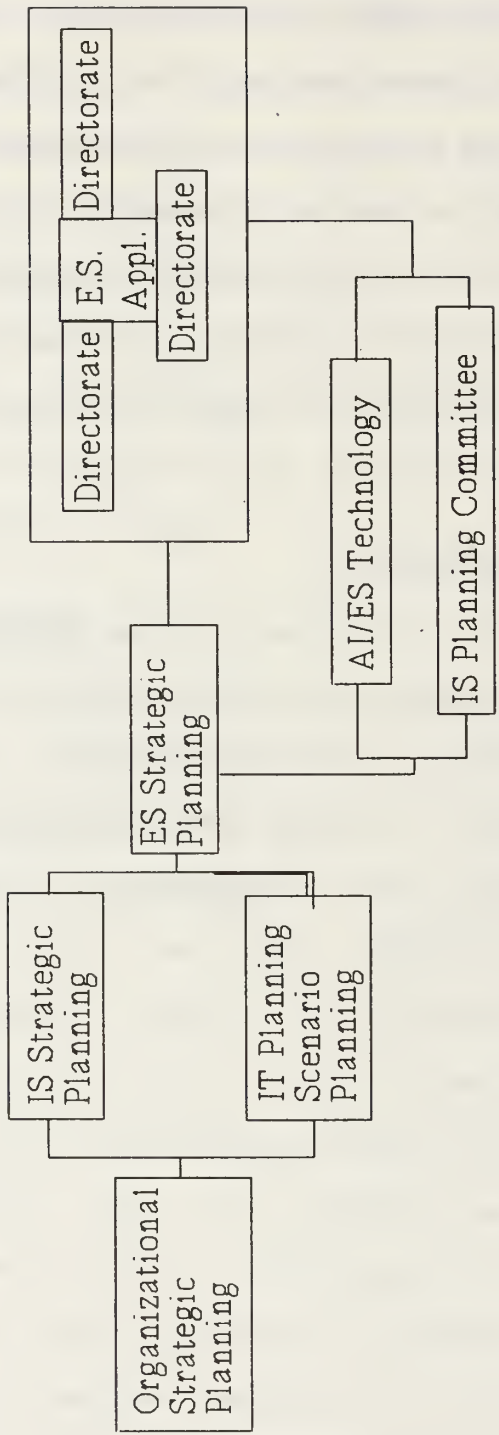 Organizational
Strategic
Planning
IS Strategic
Planning
IT Planning
Scenario
Planning
ES Strategic
Planning
Directorate
E.S.
Appl.
Directorate
Directorate
AI/ES Technology
IS Planning Committee